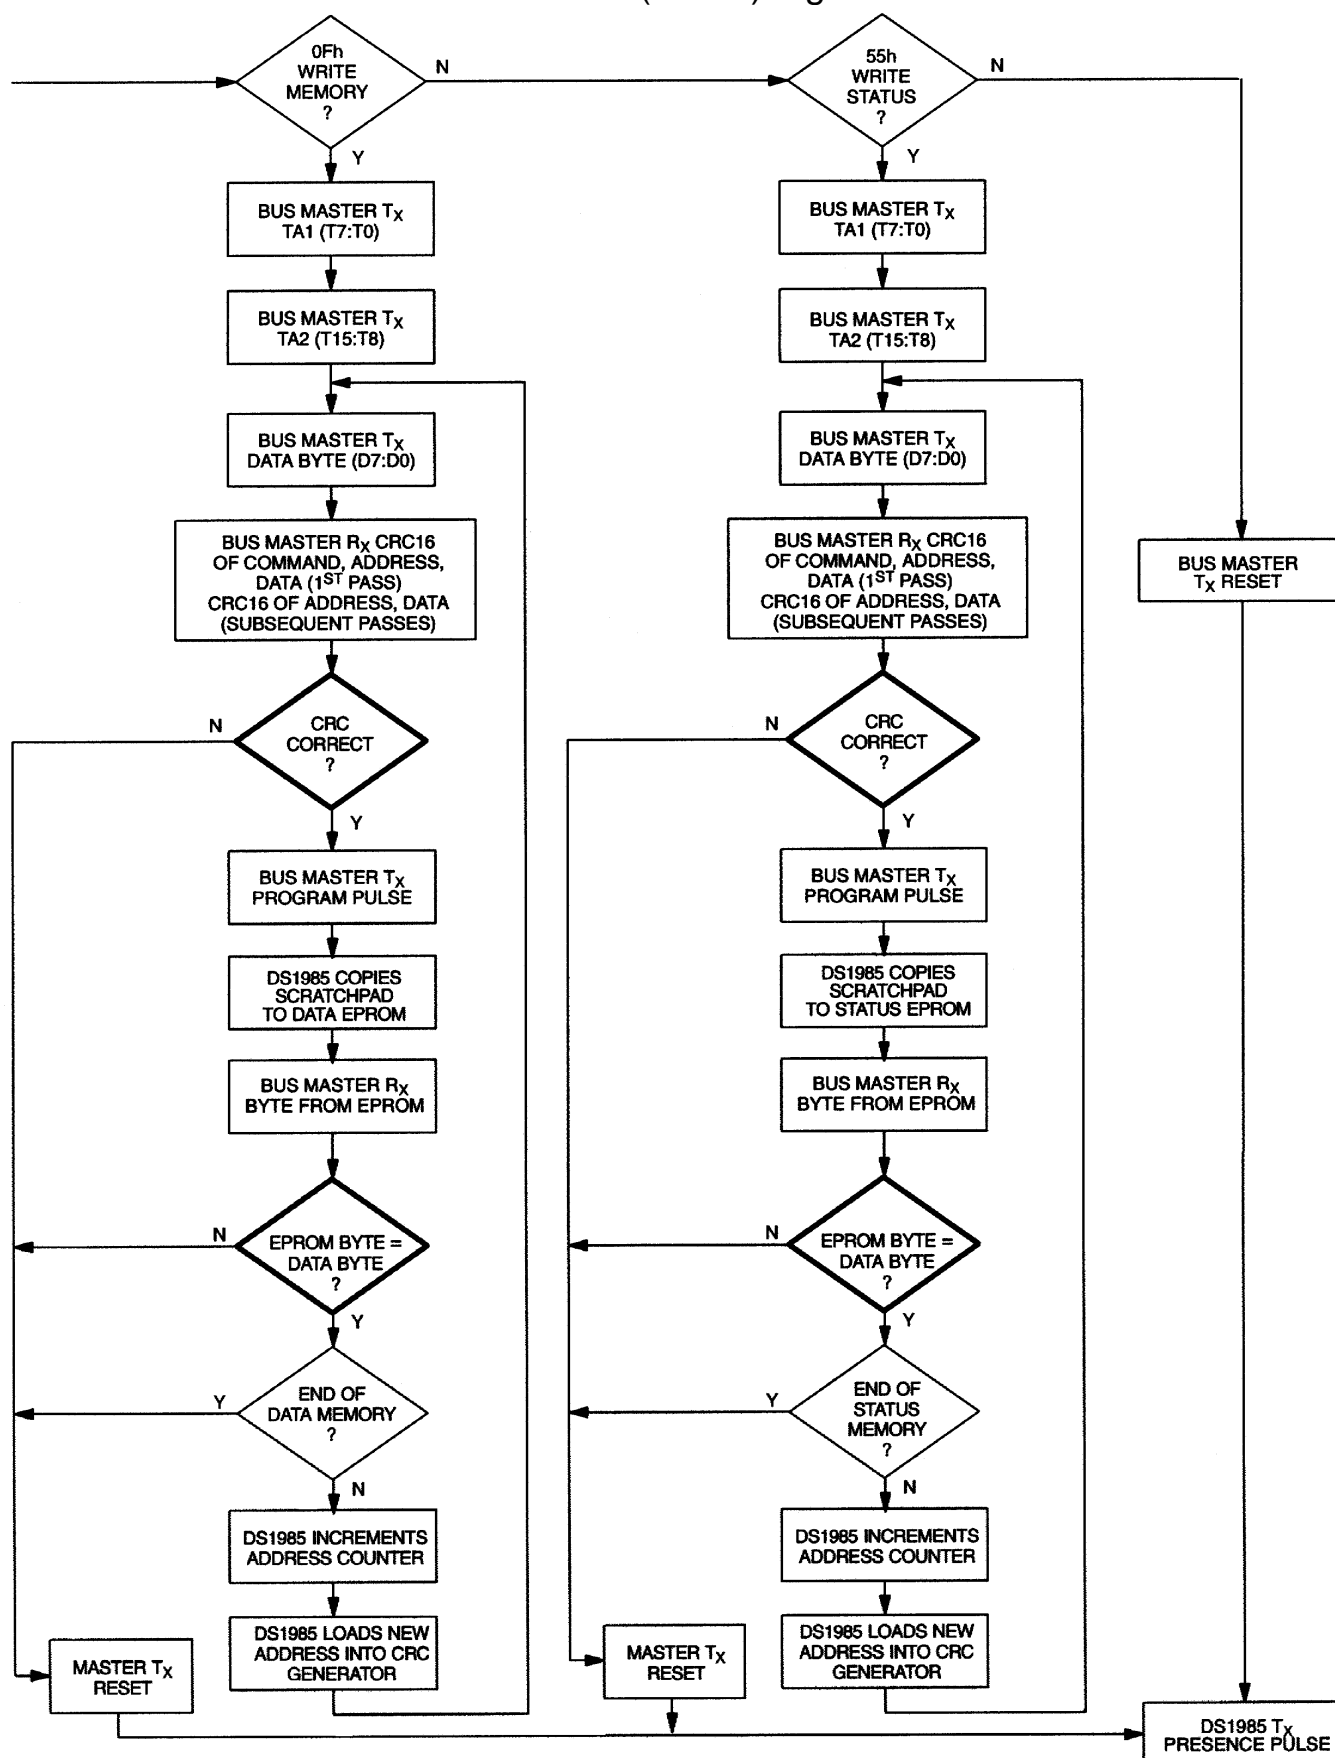 0Fh
WRITE
MEMORY
?
N
Y
BUS MASTER TX
TA1 (T7:T0)
BUS MASTER TX
TA2 (T15:T8)
BUS MASTER TX
DATA BYTE (D7:D0)
BUS MASTER RX CRC16
OF COMMAND, ADDRESS,
DATA (1ST PASS)
CRC16 OF ADDRESS, DATA
(SUBSEQUENT PASSES)
N
CRC
CORRECT
?
Y
BUS MASTER TX
PROGRAM PULSE
DS1985 COPIES
SCRATCHPAD
TO DATA EPROM
BUS MASTER RX
BYTE FROM EPROM
N
EPROM BYTE =
DATA BYTE
?
Y
Y
END OF
DATA MEMORY
?
N
DS1985 INCREMENTS
ADDRESS COUNTER
DS1985 LOADS NEW
ADDRESS INTO CRC
GENERATOR
MASTER TX
RESET
55h
WRITE
STATUS
?
N
Y
BUS MASTER TX
TA1 (T7:T0)
BUS MASTER TX
TA2 (T15:T8)
BUS MASTER TX
DATA BYTE (D7:D0)
BUS MASTER RX CRC16
OF COMMAND, ADDRESS,
DATA (1ST PASS)
CRC16 OF ADDRESS, DATA
(SUBSEQUENT PASSES)
N
CRC
CORRECT
?
Y
BUS MASTER TX
PROGRAM PULSE
DS1985 COPIES
SCRATCHPAD
TO STATUS EPROM
BUS MASTER RX
BYTE FROM EPROM
N
EPROM BYTE =
DATA BYTE
?
Y
Y
END OF
STATUS
MEMORY
?
N
DS1985 INCREMENTS
ADDRESS COUNTER
DS1985 LOADS NEW
ADDRESS INTO CRC
GENERATOR
MASTER TX
RESET
BUS MASTER
TX RESET
DS1985 TX
PRESENCE PULSE